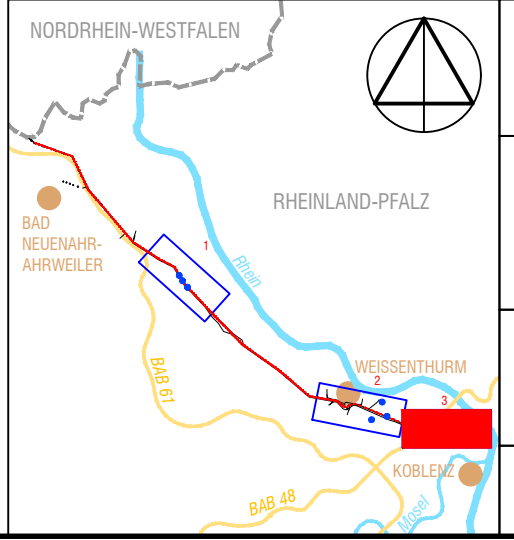 NORDRHEIN-WESTFALEN
RHEINLAND-PFALZ
BAD
NEUENAHR-
AHRWEILER
1
Rhein
BAB 61
WEISSENTHURM
2
3
KOBLENZ
BAB 48
Mosel